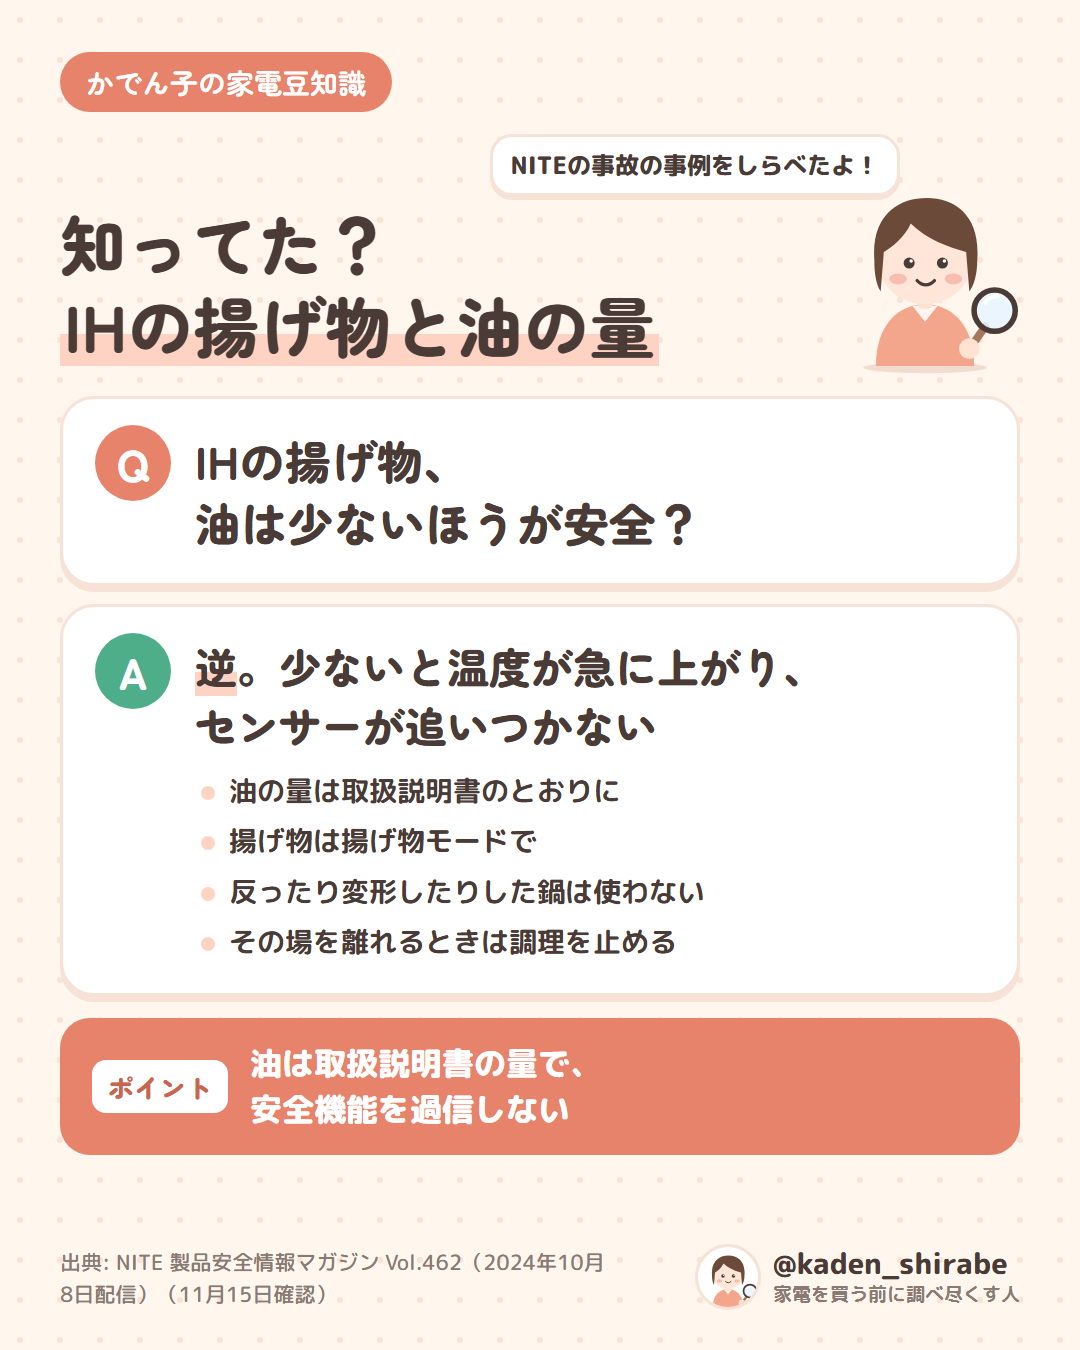 かでん子の家電豆知識
NITEの事故の事例をしらべたよ！
知ってた？
IHの揚げ物と油の量
Q
IHの揚げ物、
油は少ないほうが安全？
A
逆。少ないと温度が急に上がり、
センサーが追いつかない
油の量は取扱説明書のとおりに
揚げ物は揚げ物モードで
反ったり変形したりした鍋は使わない
その場を離れるときは調理を止める
ポイント
油は取扱説明書の量で、
安全機能を過信しない
出典: NITE 製品安全情報マガジン Vol.462（2024年10月
8日配信）（11月15日確認）
@kaden_shirabe
家電を買う前に調べ尽くす人